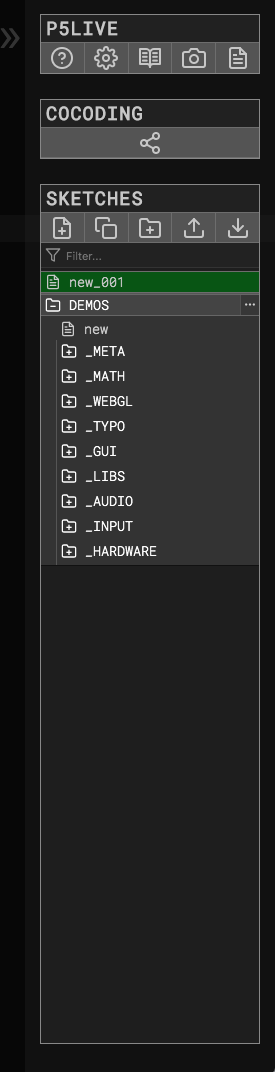 P5LIVE
COCODING
SKETCHES
Filter...
new_001
DEMOS
new
_META
_MATH
_WEBGL
_TYPO
_GUI
_LIBS
_AUDIO
_INPUT
_HARDWARE